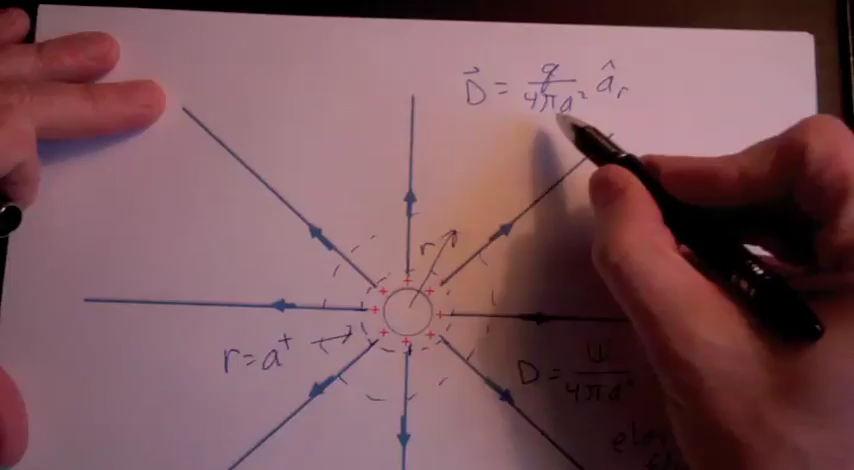 D⃗ = q / 4πa² âᵣ
r
+ + + + + + + +
r=a⁺
D = ψ / 4πa²